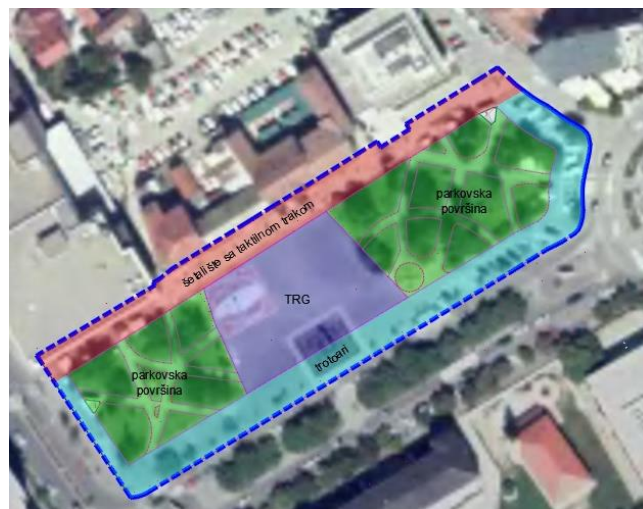 parkovska
površina
šetalište sa taktilnom trakom
TRG
trotoari
parkovska
površina